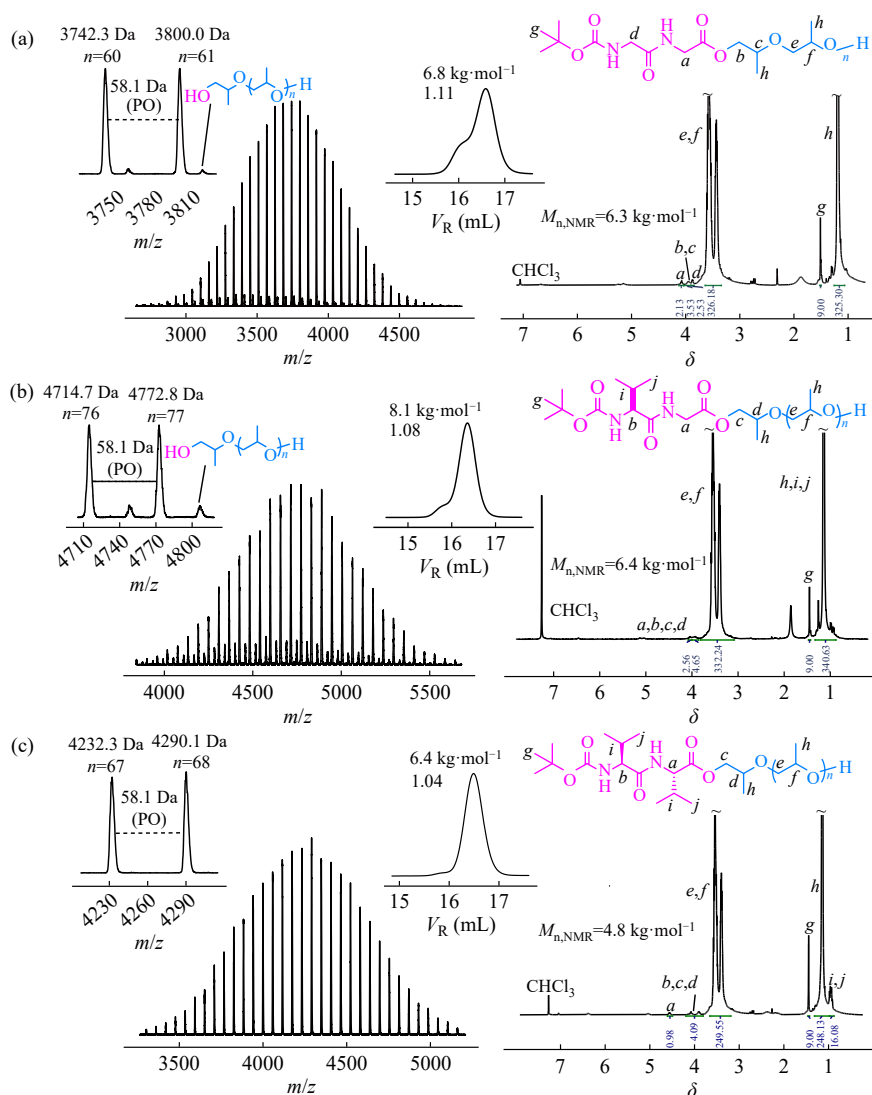 (a)
3742.3 Da
n=60
3800.0 Da
n=61
58.1 Da
(PO)
HO
O
O
H
n
3750
3780
3810
m/z
3000
3500
4000
4500
m/z
6.8 kg·mol−1
1.11
15
16
17
VR (mL)
g
O
O
N
H
d
O
H
N
a
O
O
b
c
h
O
e
f
h
O
n
H
e,f
h
Mn,NMR=6.3 kg·mol−1
g
b,c
CHCl3
a
d
2.13
3.53
2.53
326.18
9.00
325.30
7
6
5
4
3
2
1
δ
(b)
4714.7 Da
n=76
4772.8 Da
n=77
58.1 Da
(PO)
HO
O
O
H
n
4710
4740
4770
4800
m/z
4000
4500
5000
5500
m/z
8.1 kg·mol−1
1.08
15
16
17
VR (mL)
g
O
O
N
H
i
j
b
O
H
N
a
O
O
c
d
h
O
e
f
h
O
n
H
e,f
h,i,j
Mn,NMR=6.4 kg·mol−1
g
CHCl3
a,b,c,d
2.56
4.65
332.24
9.00
340.63
7
6
5
4
3
2
1
δ
(c)
4232.3 Da
n=67
4290.1 Da
n=68
58.1 Da
(PO)
4230
4260
4290
m/z
3500
4000
4500
5000
m/z
6.4 kg·mol−1
1.04
15
16
17
VR (mL)
g
O
O
N
H
i
j
b
O
H
N
a
i
j
O
O
c
d
h
O
e
f
h
O
n
H
e,f
h
Mn,NMR=4.8 kg·mol−1
g
CHCl3
b,c,d
a
i,j
0.98
4.09
249.55
9.00
248.13
16.08
7
6
5
4
3
2
1
δ